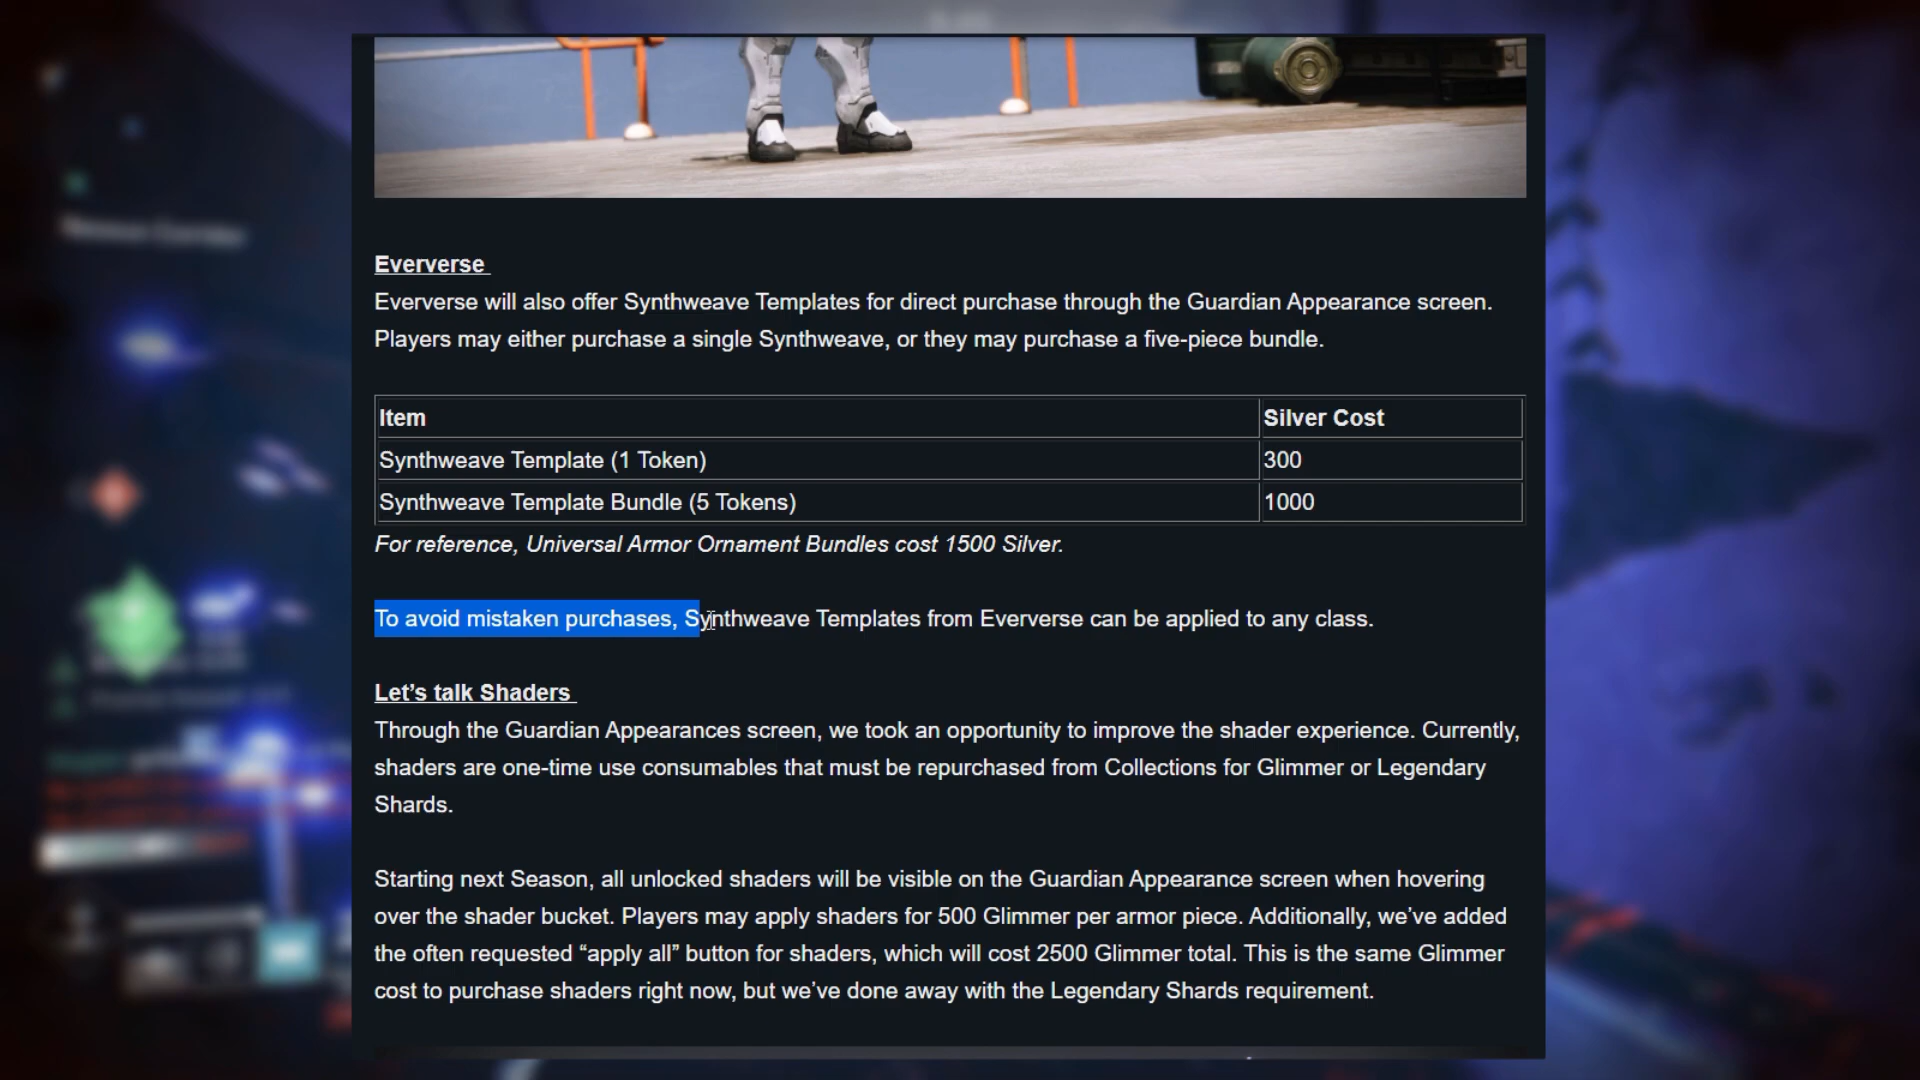 Eververse
Eververse will also offer Synthweave Templates for direct purchase through the Guardian Appearance screen.
Players may either purchase a single Synthweave, or they may purchase a five-piece bundle.
Item Silver Cost
Synthweave Template (1 Token) 300
Synthweave Template Bundle (5 Tokens) 1000
For reference, Universal Armor Ornament Bundles cost 1500 Silver.
To avoid mistaken purchases, Synthweave Templates from Eververse can be applied to any class.
Let’s talk Shaders
Through the Guardian Appearances screen, we took an opportunity to improve the shader experience. Currently,
shaders are one-time use consumables that must be repurchased from Collections for Glimmer or Legendary
Shards.
Starting next Season, all unlocked shaders will be visible on the Guardian Appearance screen when hovering
over the shader bucket. Players may apply shaders for 500 Glimmer per armor piece. Additionally, we’ve added
the often requested “apply all” button for shaders, which will cost 2500 Glimmer total. This is the same Glimmer
cost to purchase shaders right now, but we’ve done away with the Legendary Shards requirement.